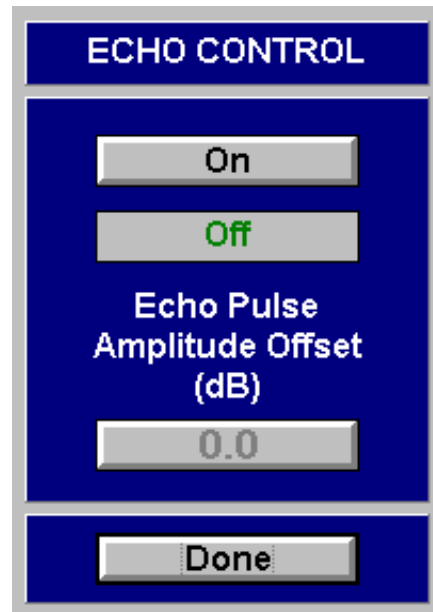 ECHO CONTROL
On
Off
Echo Pulse
Amplitude Offset
(dB)
0.0
Done